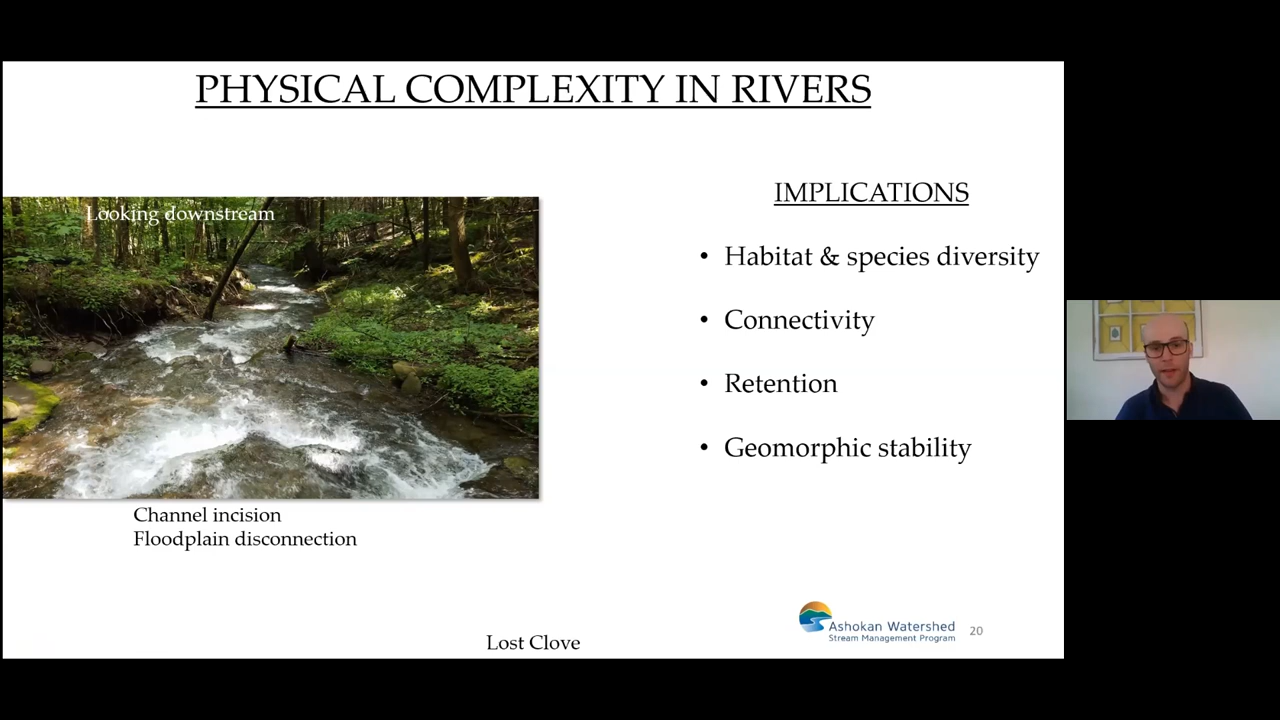 PHYSICAL COMPLEXITY IN RIVERS
Looking downstream
Channel incision
Floodplain disconnection
IMPLICATIONS
• Habitat & species diversity
• Connectivity
• Retention
• Geomorphic stability
Lost Clove
Ashokan Watershed
Stream Management Program
20